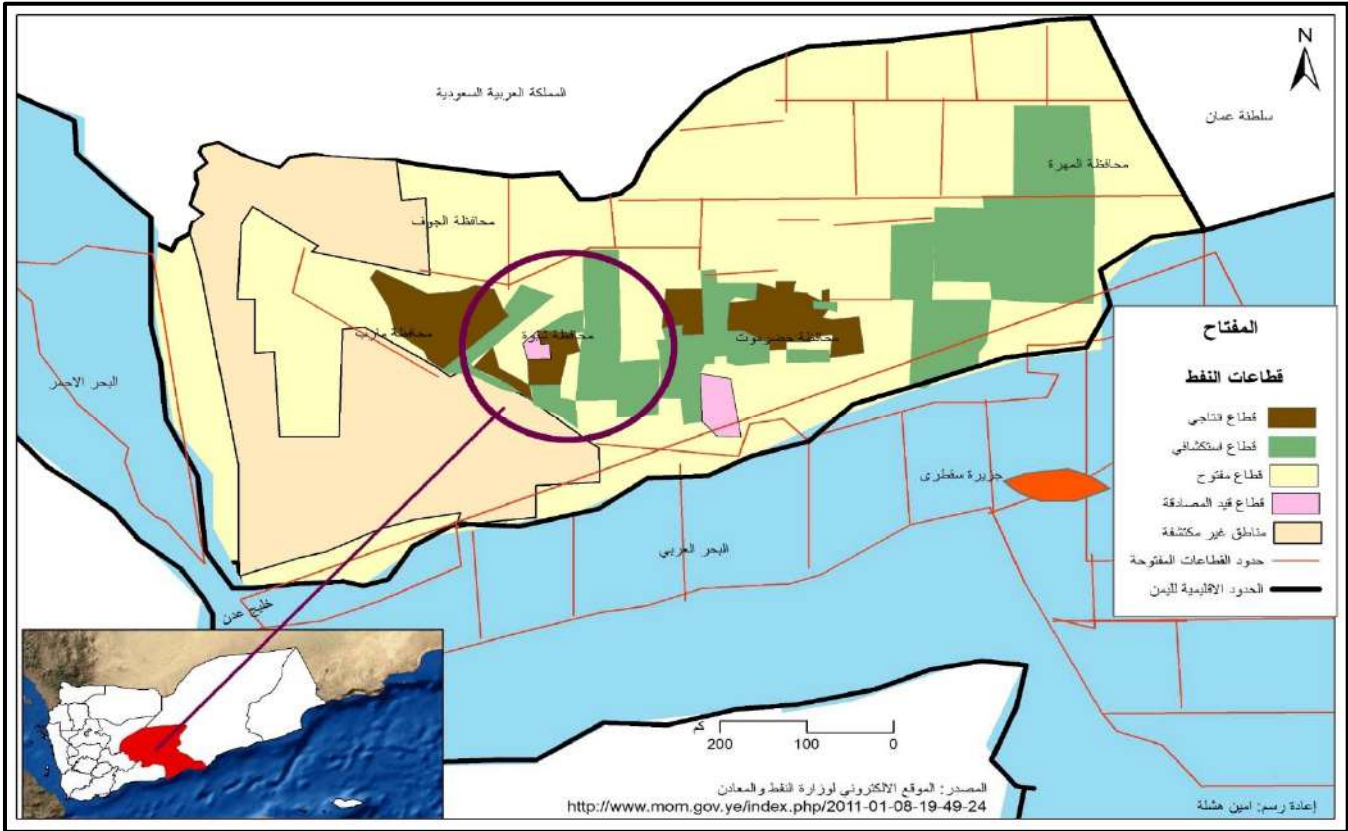 N
المملكة العربية السعودية
سلطنة عمان
محافظة المهرة
محافظة الجوف
محافظة مارب
محافظة شبوة
محافظة حضرموت
البحر الاحمر
جزيرة سقطرى
البحر العربي
خليج عدن
المفتاح
قطاعات النفط
قطاع انتاجي
قطاع استكشافي
قطاع مفتوح
قطاع قيد المصادقة
مناطق غير مكتشفة
حدود القطاعات المفتوحة
الحدود الاقليمية لليمن
كم
200 100 0
المصدر: الموقع الالكتروني لوزارة النفط والمعادن
http://www.mom.gov.ye/index.php/2011-01-08-19-49-24
إعادة رسم: امين هشلة